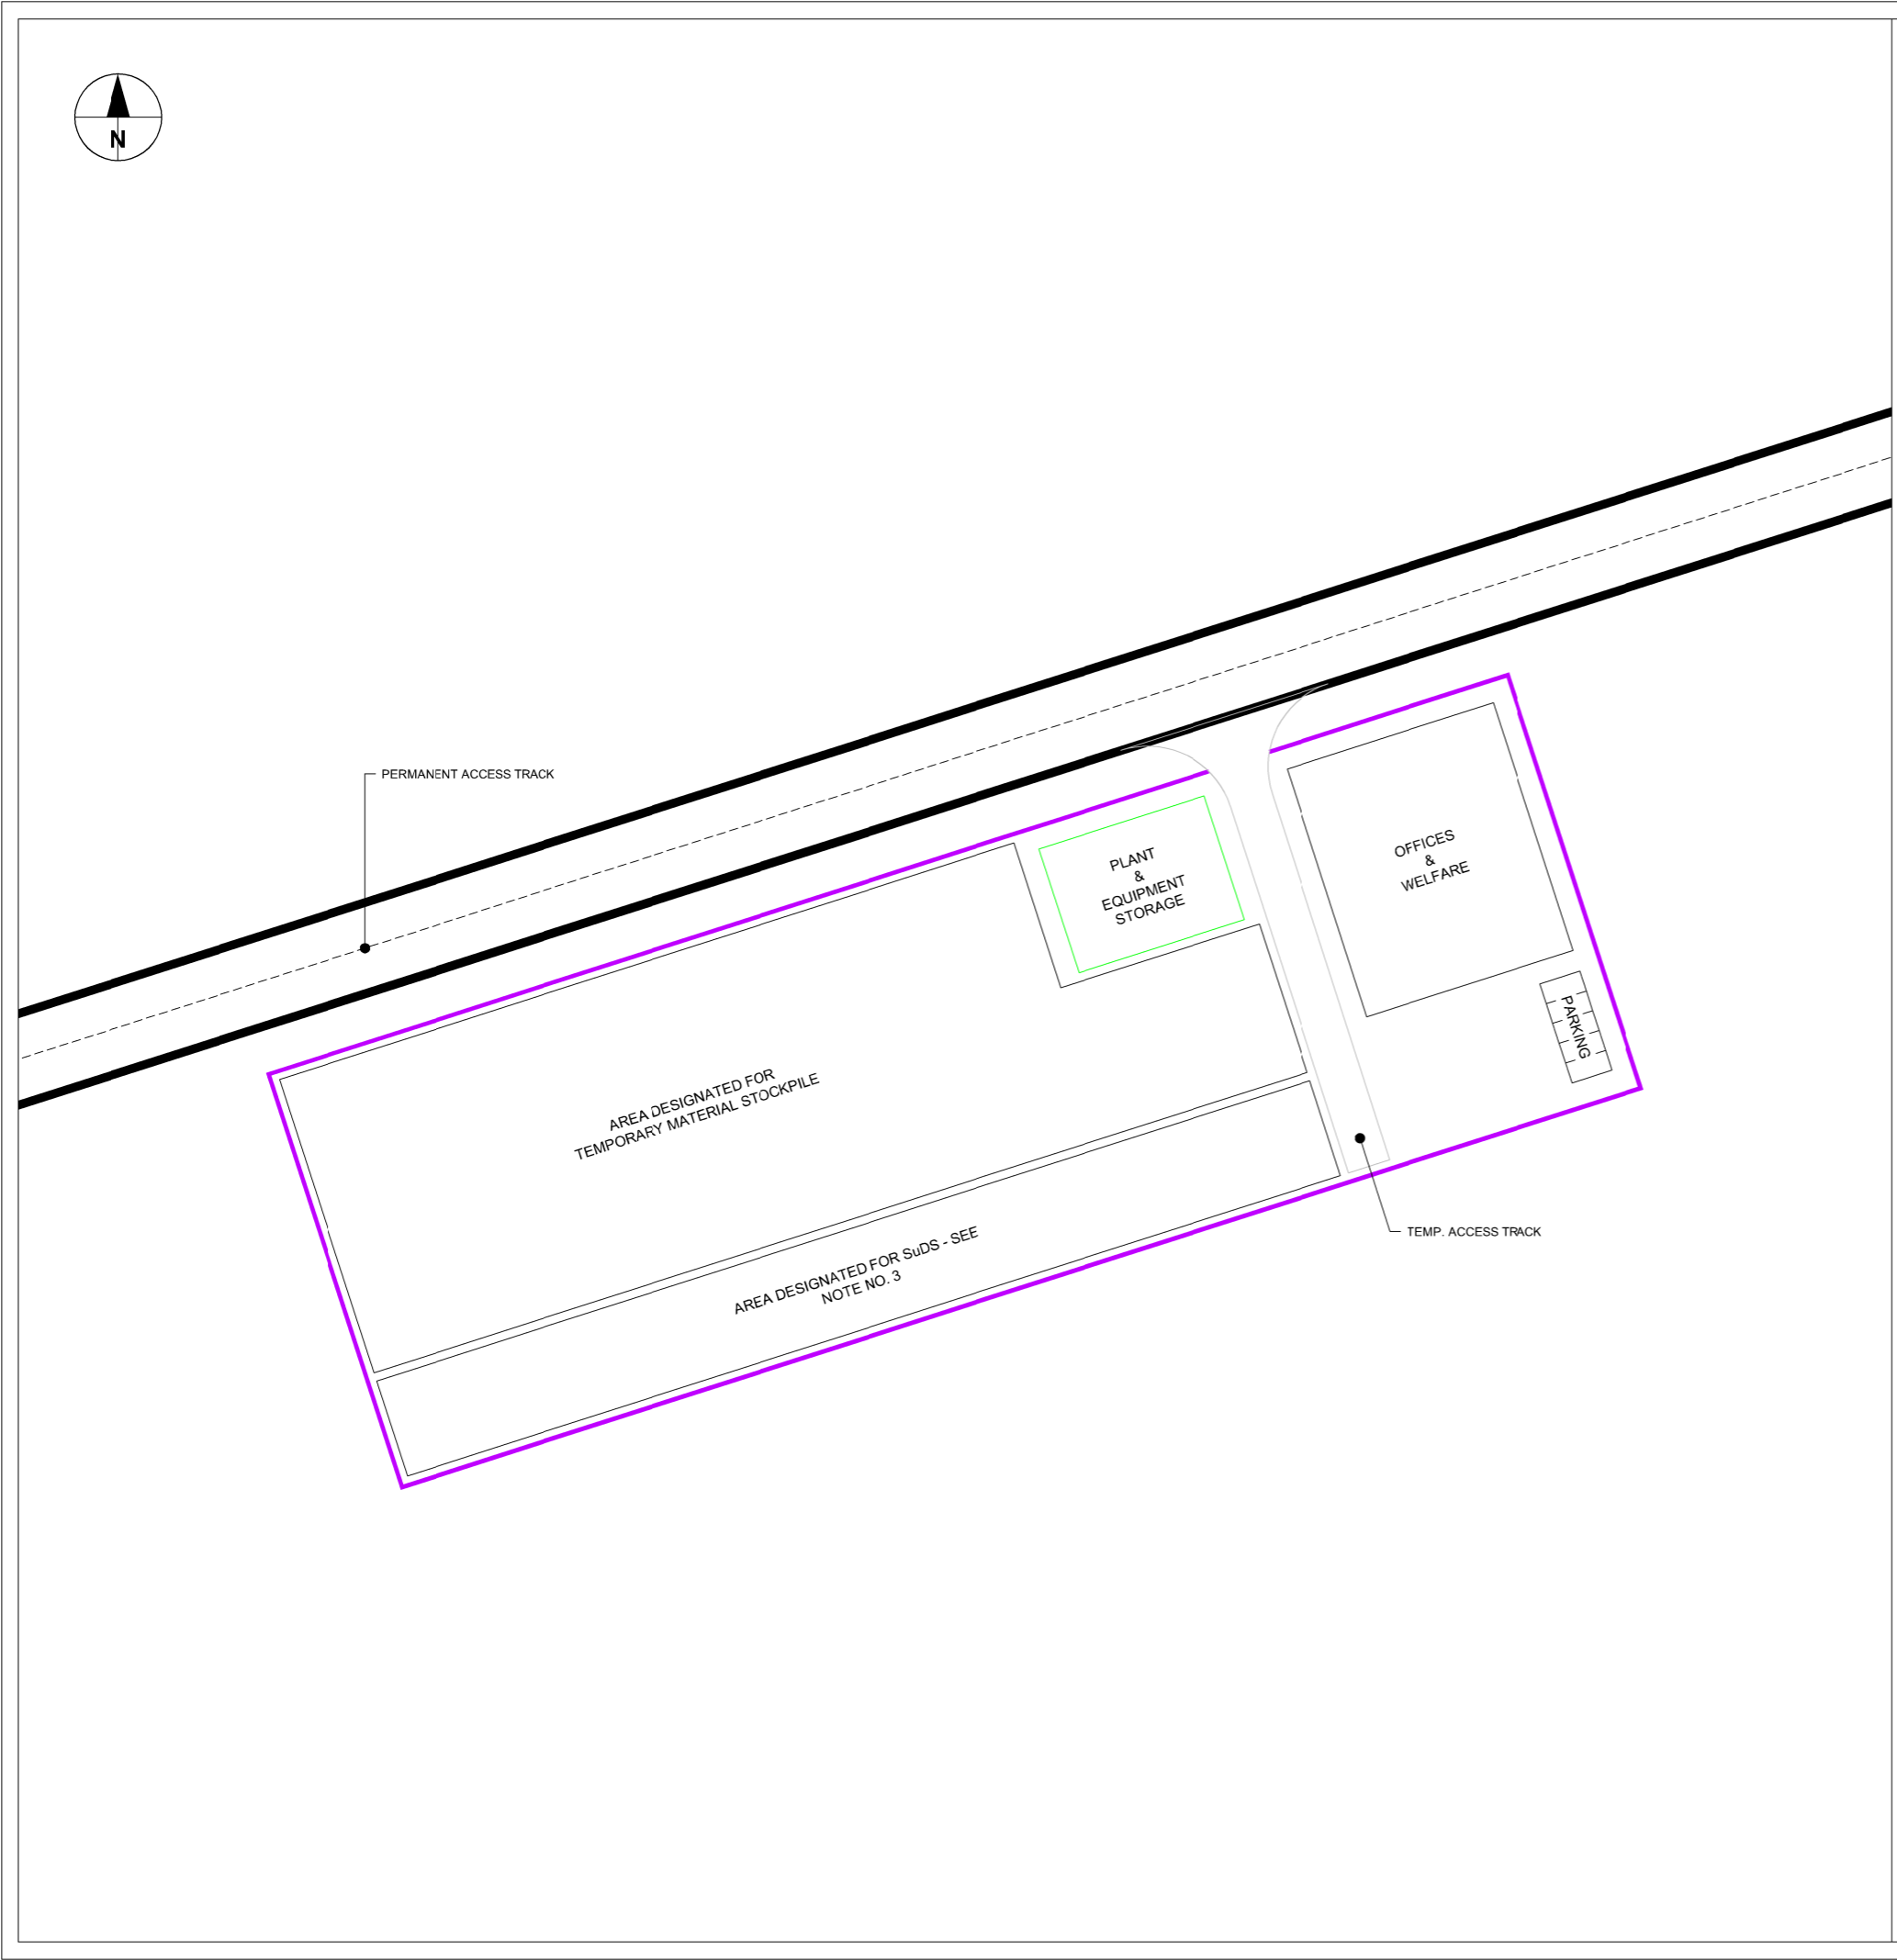 N
PERMANENT ACCESS TRACK
PLANT
&
EQUIPMENT
STORAGE
OFFICES
&
WELFARE
PARKING
AREA DESIGNATED FOR
TEMPORARY MATERIAL STOCKPILE
AREA DESIGNATED FOR SuDS - SEE
NOTE NO. 3
TEMP. ACCESS TRACK